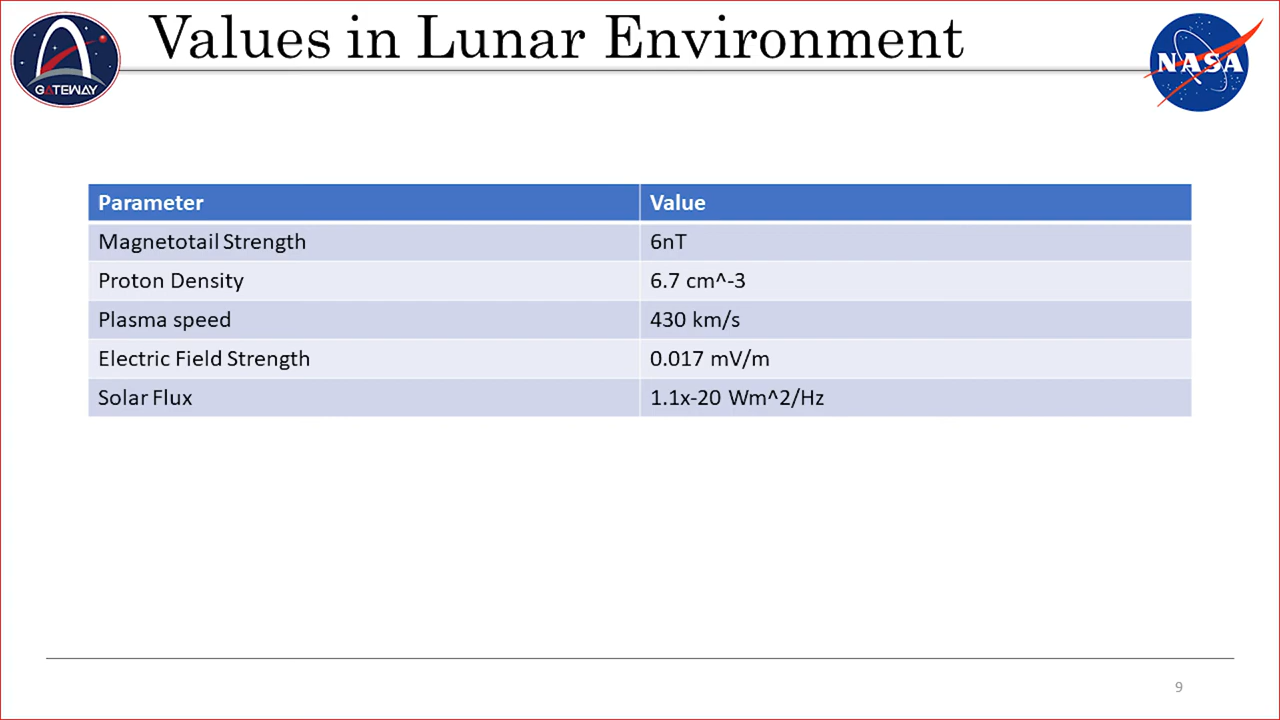 Values in Lunar Environment
GATEWAY
NASA
Parameter Value
Magnetotail Strength 6nT
Proton Density 6.7 cm^-3
Plasma speed 430 km/s
Electric Field Strength 0.017 mV/m
Solar Flux 1.1x-20 Wm^2/Hz
9